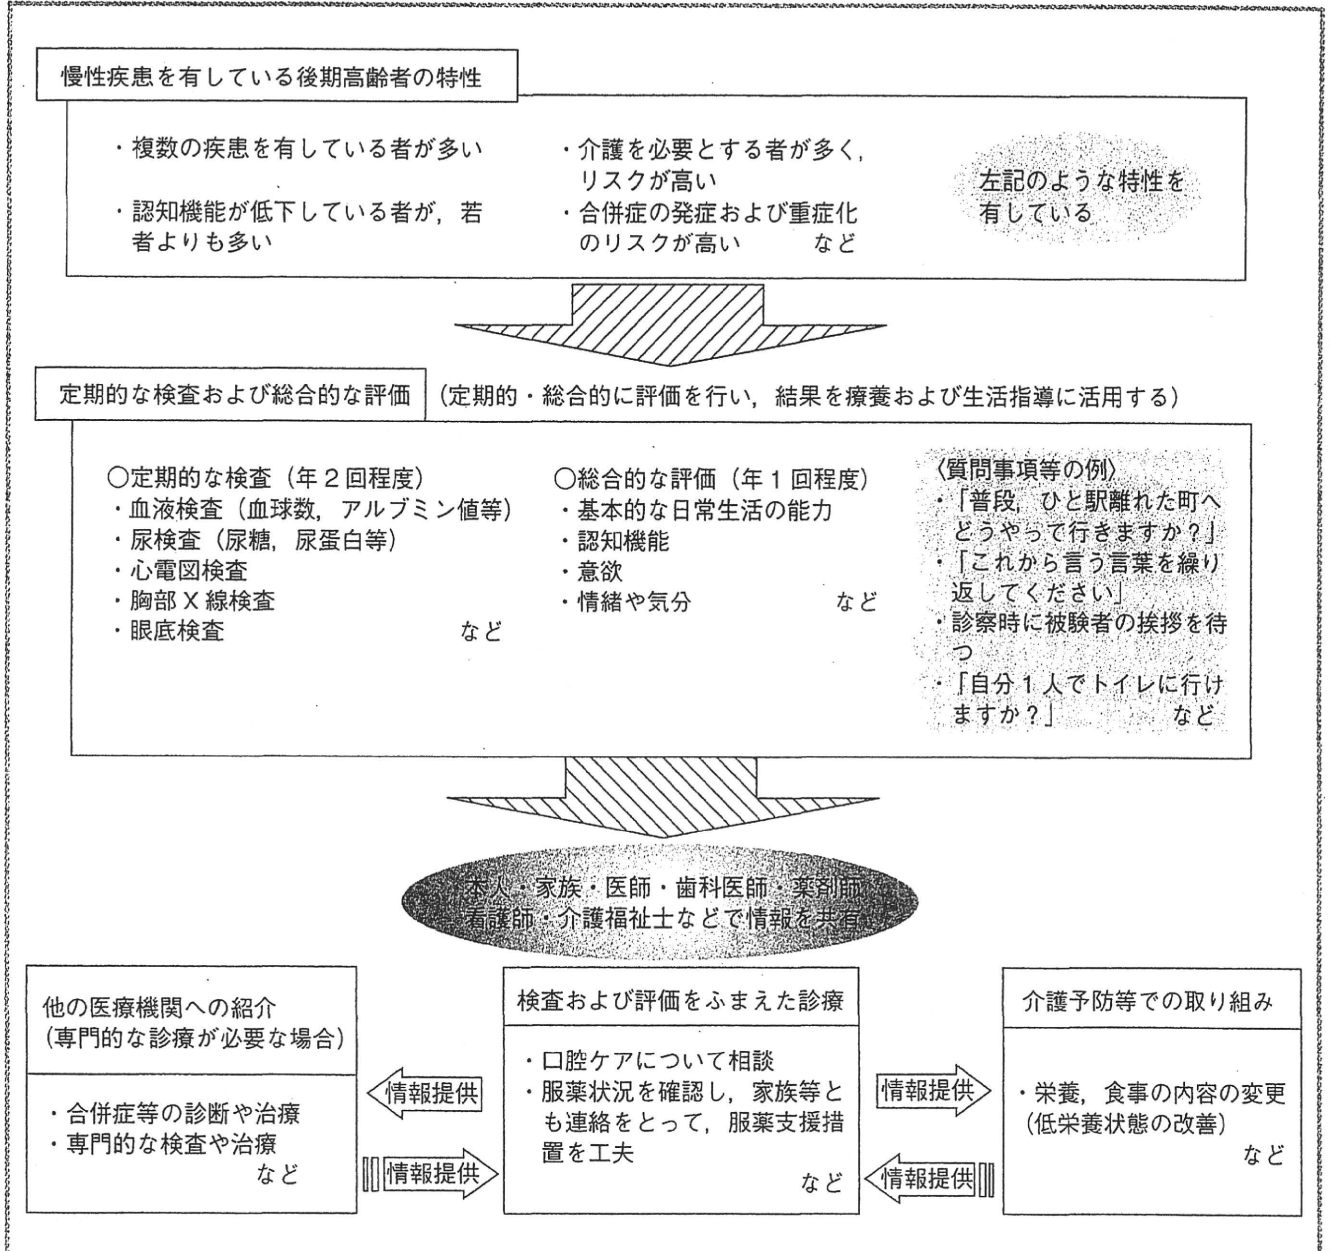 慢性疾患を有している後期高齢者の特性
・複数の疾患を有している者が多い
・認知機能が低下している者が，若
者よりも多い
・介護を必要とする者が多く，
リスクが高い
・合併症の発症および重症化
のリスクが高い　など
左記のような特性を
有している
定期的な検査および総合的な評価
（定期的・総合的に評価を行い，結果を療養および生活指導に活用する）
○定期的な検査（年２回程度）
・血液検査（血球数，アルブミン値等）
・尿検査（尿糖，尿蛋白等）
・心電図検査
・胸部Ｘ線検査
・眼底検査　など
○総合的な評価（年１回程度）
・基本的な日常生活の能力
・認知機能
・意欲
・情緒や気分　など
〈質問事項等の例〉
・「普段，ひと駅離れた町へ
どうやって行きますか？」
・「これから言う言葉を繰り
返してください」
・診察時に被験者の挨拶を待
つ
・「自分１人でトイレに行け
ますか？」　など
本人・家族・医師・歯科医師・薬剤師
看護師・介護福祉士などで情報を共有
他の医療機関への紹介
（専門的な診療が必要な場合）
・合併症等の診断や治療
・専門的な検査や治療
など
情報提供
情報提供
検査および評価をふまえた診療
・口腔ケアについて相談
・服薬状況を確認し，家族等と
も連絡をとって，服薬支援措
置を工夫
など
情報提供
情報提供
介護予防等での取り組み
・栄養，食事の内容の変更
（低栄養状態の改善）
など